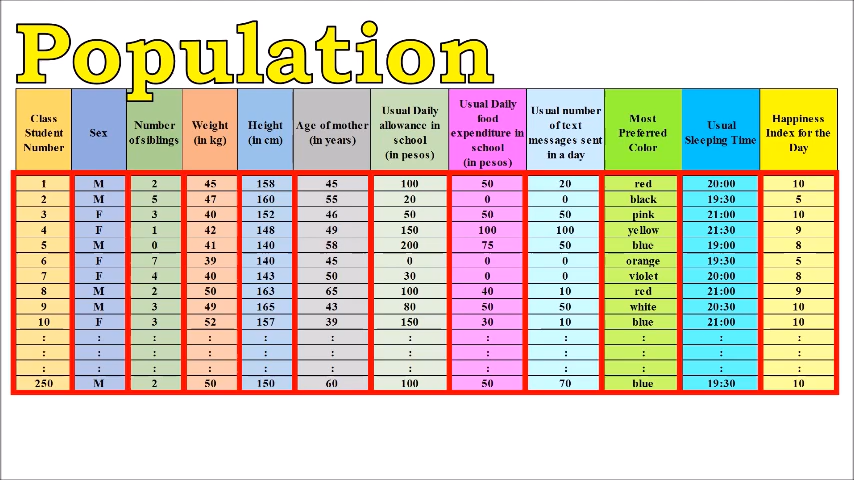 Population
Class Student Number | Sex | Number of siblings | Weight (in kg) | Height (in cm) | Age of mother (in years) | Usual Daily allowance in school (in pesos) | Usual Daily food expenditure in school (in pesos) | Usual number of text messages sent in a day | Most Preferred Color | Usual Sleeping Time | Happiness Index for the Day
1 | M | 2 | 45 | 158 | 45 | 100 | 50 | 20 | red | 20:00 | 10
2 | M | 5 | 47 | 160 | 55 | 20 | 0 | 0 | black | 19:30 | 5
3 | F | 3 | 40 | 152 | 46 | 50 | 50 | 50 | pink | 21:00 | 10
4 | F | 1 | 42 | 148 | 49 | 150 | 100 | 100 | yellow | 21:30 | 9
5 | M | 0 | 41 | 140 | 58 | 200 | 75 | 50 | blue | 19:00 | 8
6 | F | 7 | 39 | 140 | 45 | 0 | 0 | 0 | orange | 19:30 | 5
7 | F | 4 | 40 | 143 | 50 | 30 | 0 | 0 | violet | 20:00 | 8
8 | M | 2 | 50 | 163 | 65 | 100 | 40 | 10 | red | 21:00 | 9
9 | M | 3 | 49 | 165 | 43 | 80 | 50 | 50 | white | 20:30 | 10
10 | F | 3 | 52 | 157 | 39 | 150 | 30 | 10 | blue | 21:00 | 10
: | : | : | : | : | : | : | : | : | : | : | :
: | : | : | : | : | : | : | : | : | : | : | :
: | : | : | : | : | : | : | : | : | : | : | :
250 | M | 2 | 50 | 150 | 60 | 100 | 50 | 70 | blue | 19:30 | 10